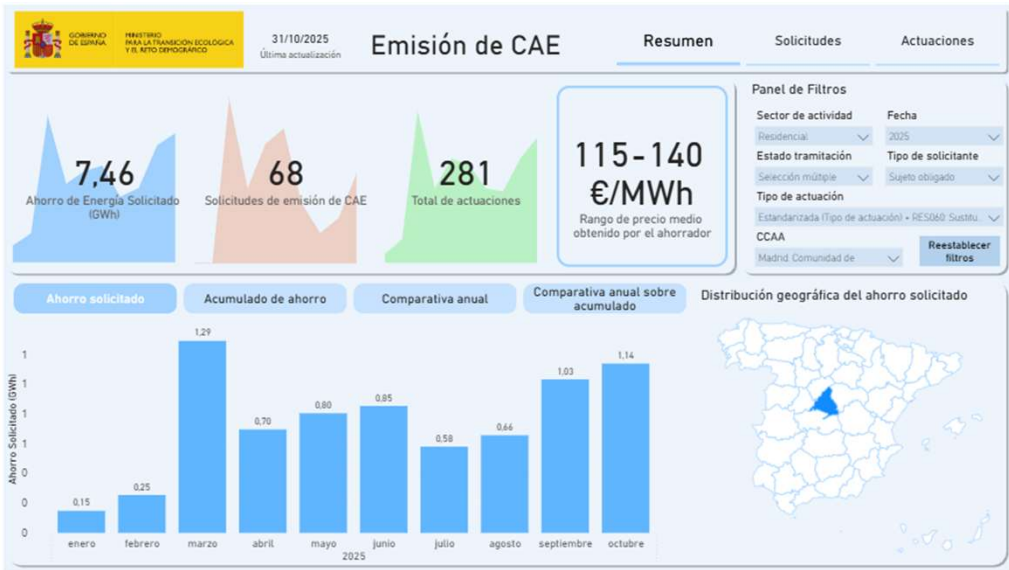 GOBIERNO
DE ESPAÑA
MINISTERIO
PARA LA TRANSICIÓN ECOLÓGICA
Y EL RETO DEMOGRÁFICO
31/10/2025
Última actualización
Emisión de CAE
Resumen
Solicitudes
Actuaciones
7,46
Ahorro de Energía Solicitado
(GWh)
68
Solicitudes de emisión de CAE
281
Total de actuaciones
115-140
€/MWh
Rango de precio medio
obtenido por el ahorrador
Panel de Filtros
Sector de actividad
Fecha
Residencial
2025
Estado tramitación
Tipo de solicitante
Selección múltiple
Sujeto obligado
Tipo de actuación
Estandarizada (Tipo de actuación) + RES060: Sustitu...
CCAA
Madrid. Comunidad de
Reestablecer
filtros
Ahorro solicitado
Acumulado de ahorro
Comparativa anual
Comparativa anual sobre
acumulado
Distribución geográfica del ahorro solicitado
Ahorro Solicitado (GWh)
1
1
1
1
0
0
0
0,15
0,25
1,29
0,70
0,80
0,85
0,58
0,66
1,03
1,14
enero
febrero
marzo
abril
mayo
junio
julio
agosto
septiembre
octubre
2025